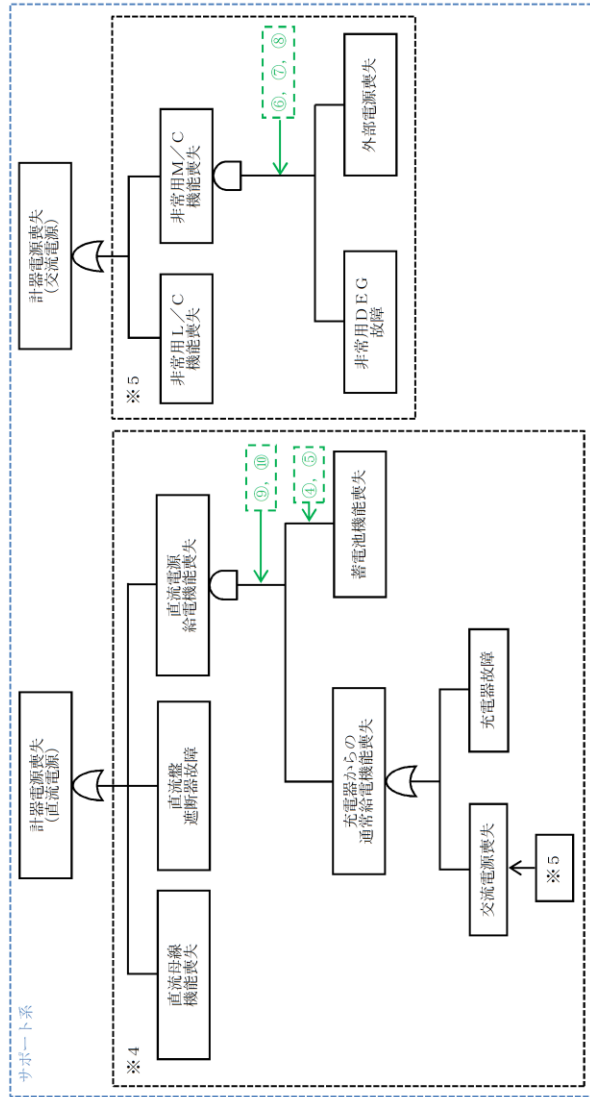 サポート系
計器電源喪失
(直流電源)
※4
直流母線
機能喪失
直流盤
遮断器故障
直流電源
給電機能喪失
⑨, ⑩
充電器からの
通常給電機能喪失
④, ⑤
蓄電池機能喪失
交流電源喪失
充電器故障
※5
計器電源喪失
(交流電源)
※5
非常用L/C
機能喪失
非常用M/C
機能喪失
⑥, ⑦, ⑧
非常用DEG
故障
外部電源喪失